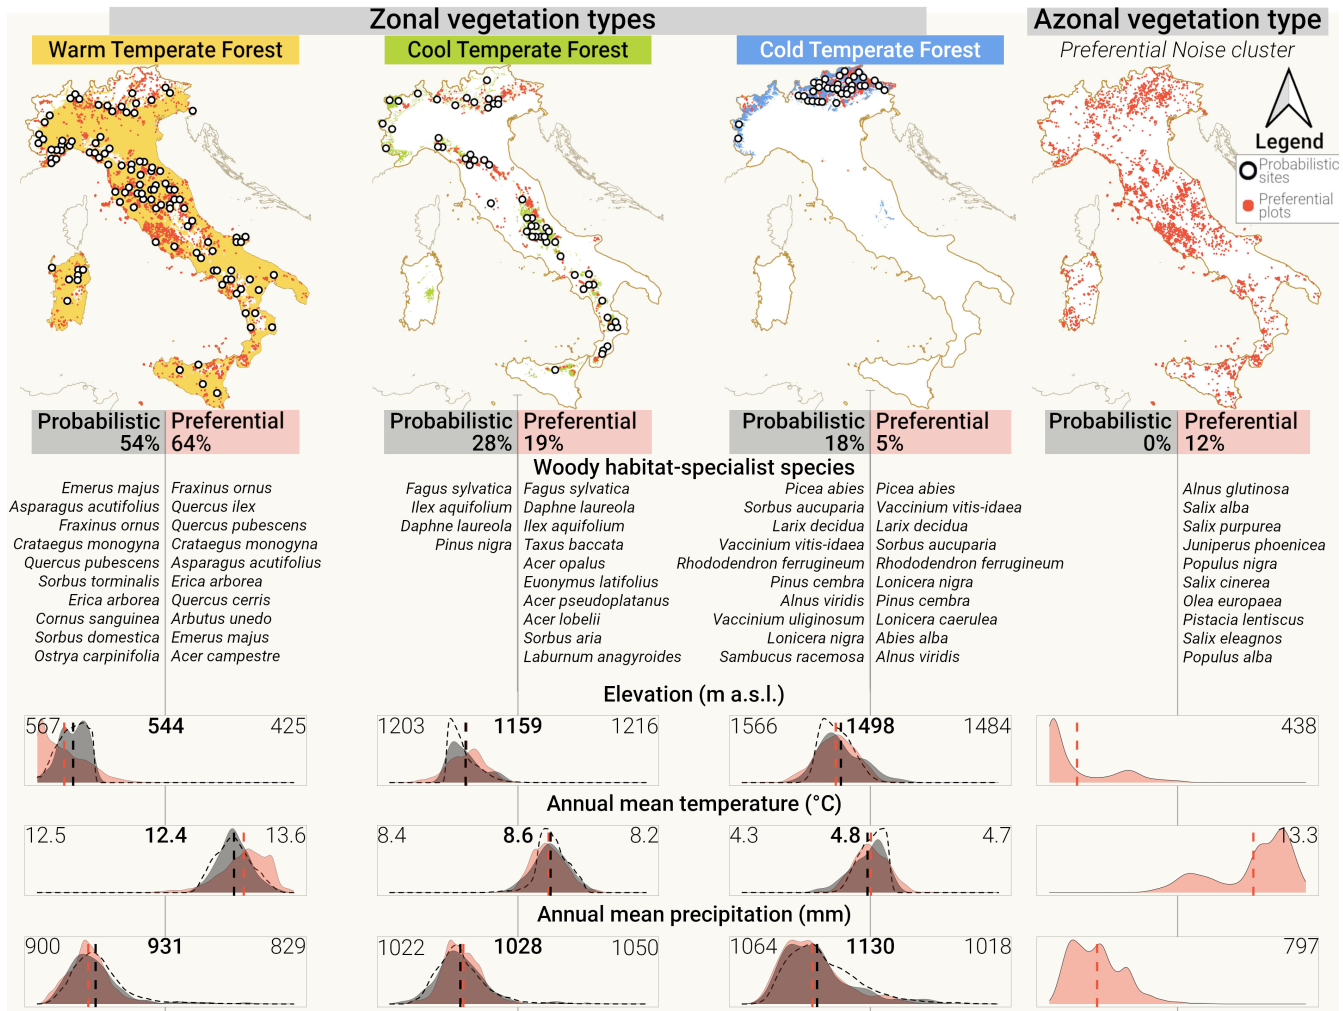 Zonal vegetation types
Azonal vegetation type
Warm Temperate Forest
Cool Temperate Forest
Cold Temperate Forest
Preferential Noise cluster
Legend
Probabilistic
sites
Preferential
plots
Probabilistic
54%
Preferential
64%
Probabilistic
28%
Preferential
19%
Probabilistic
18%
Preferential
5%
Probabilistic
0%
Preferential
12%
Woody habitat-specialist species
Emerus majus
Asparagus acutifolius
Fraxinus ornus
Crataegus monogyna
Quercus pubescens
Sorbus torminalis
Erica arborea
Cornus sanguinea
Sorbus domestica
Ostrya carpinifolia
Fraxinus ornus
Quercus ilex
Quercus pubescens
Crataegus monogyna
Asparagus acutifolius
Erica arborea
Quercus cerris
Arbutus unedo
Emerus majus
Acer campestre
Fagus sylvatica
Ilex aquifolium
Daphne laureola
Pinus nigra
Fagus sylvatica
Daphne laureola
Ilex aquifolium
Taxus baccata
Acer opalus
Euonymus latifolius
Acer pseudoplatanus
Acer lobelii
Sorbus aria
Laburnum anagyroides
Picea abies
Sorbus aucuparia
Larix decidua
Vaccinium vitis-idaea
Rhododendron ferrugineum
Pinus cembra
Alnus viridis
Vaccinium uliginosum
Lonicera nigra
Sambucus racemosa
Picea abies
Vaccinium vitis-idaea
Larix decidua
Sorbus aucuparia
Rhododendron ferrugineum
Lonicera nigra
Pinus cembra
Lonicera caerulea
Abies alba
Alnus viridis
Alnus glutinosa
Salix alba
Salix purpurea
Juniperus phoenicea
Populus nigra
Salix cinerea
Olea europaea
Pistacia lentiscus
Salix eleagnos
Populus alba
Elevation (m a.s.l.)
567 544 425
1203 1159 1216
1566 1498 1484
438
Annual mean temperature (°C)
12.5 12.4 13.6
8.4 8.6 8.2
4.3 4.8 4.7
13.3
Annual mean precipitation (mm)
900 931 829
1022 1028 1050
1064 1130 1018
797